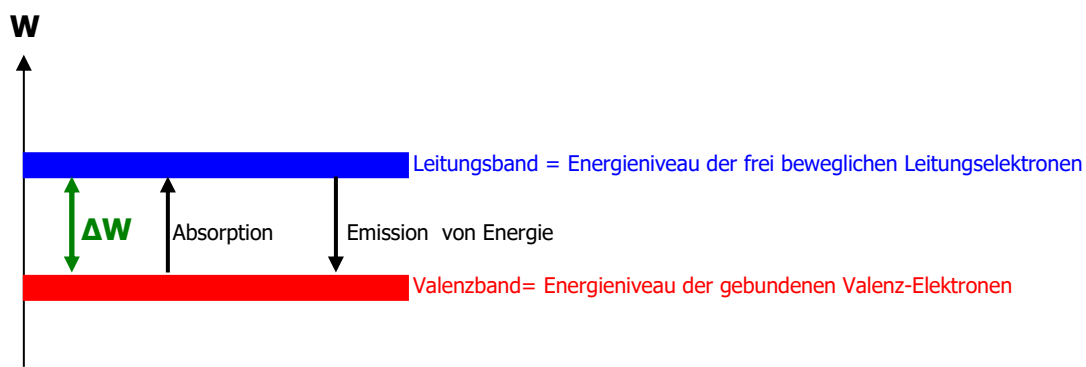 W
Leitungsband = Energieniveau der frei beweglichen Leitungselektronen
ΔW
Absorption
Emission von Energie
Valenzband= Energieniveau der gebundenen Valenz-Elektronen